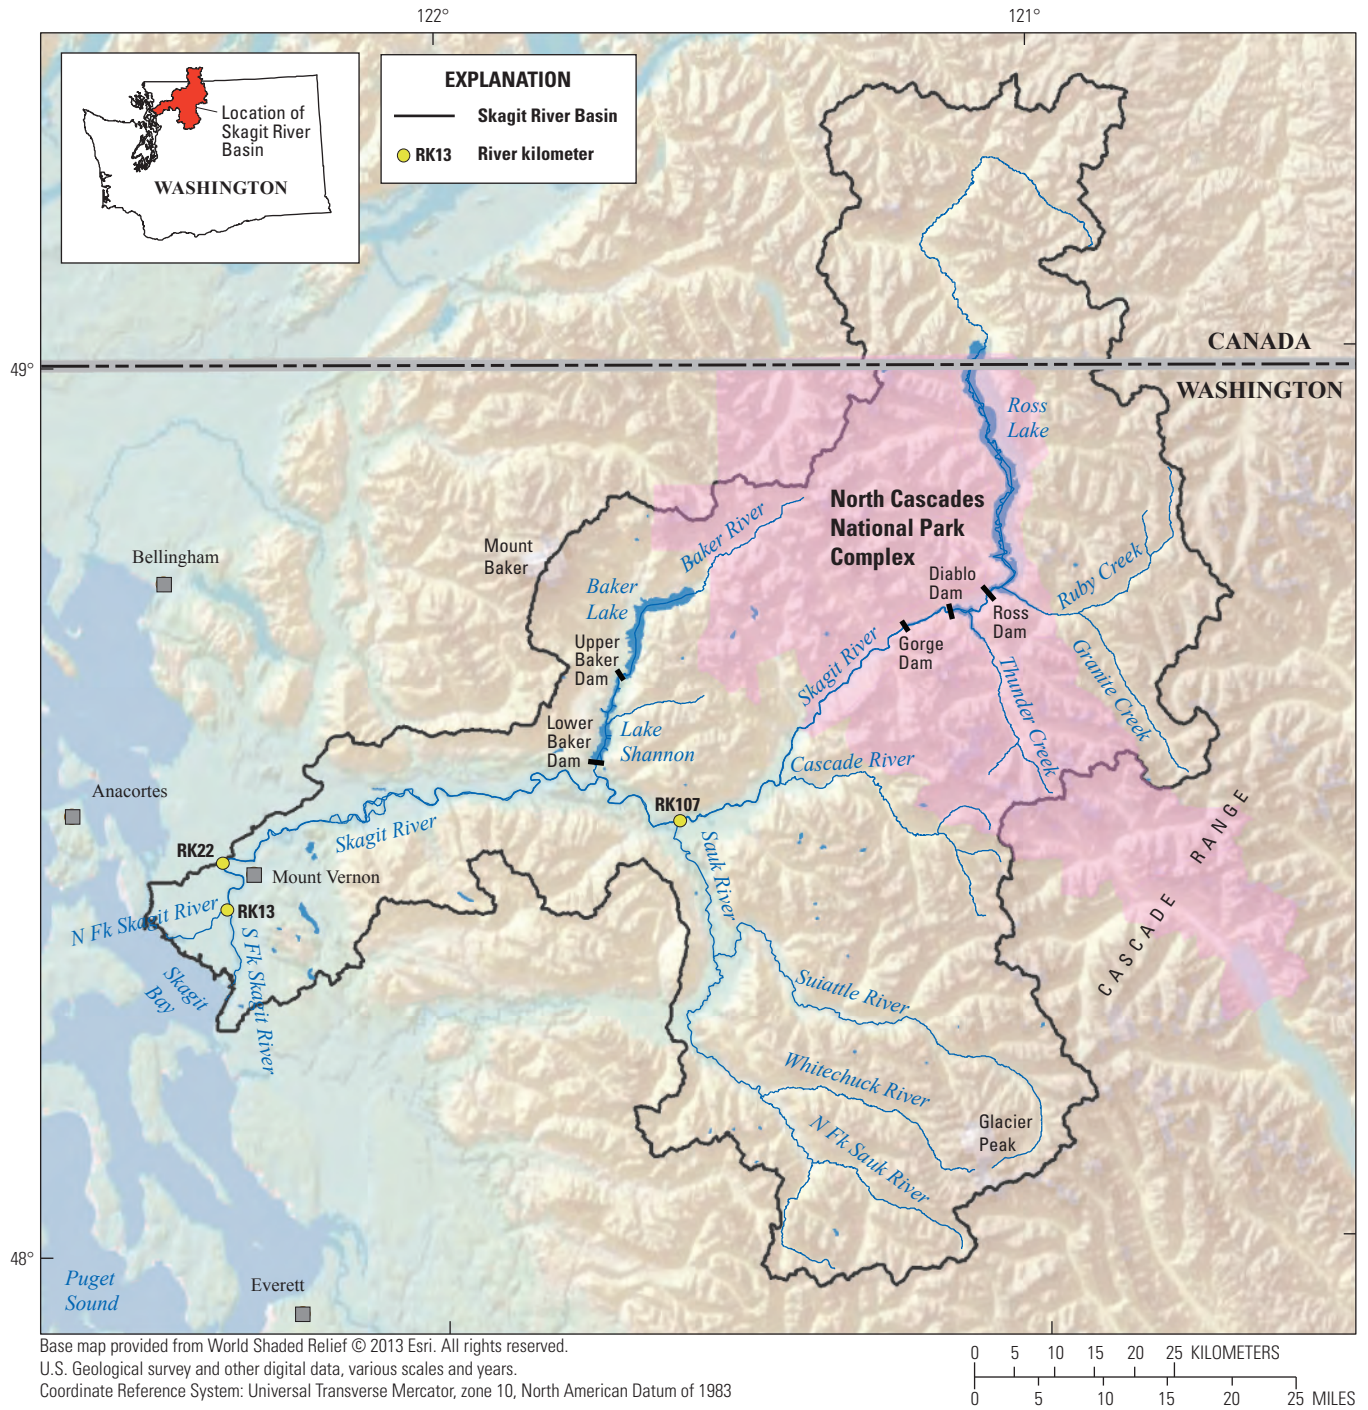 122°
121°
EXPLANATION
Skagit River Basin
RK13
River kilometer
Location of
Skagit River
Basin
WASHINGTON
CANADA
49°
WASHINGTON
Ross
Lake
North Cascades
National Park
Complex
Baker River
Mount
Baker
Bellingham
Baker
Lake
Diablo
Dam
Ruby Creek
Ross
Dam
Gorge
Dam
Upper
Baker
Dam
Skagit River
Thunder Creek
Granite Creek
Lower
Baker
Dam
Lake
Shannon
Cascade River
Anacortes
RK107
Skagit River
Sauk River
CASCADE RANGE
RK22
Mount Vernon
RK13
N Fk Skagit River
S Fk Skagit River
Skagit
Bay
Suiattle River
Whitechuck River
Glacier
Peak
N Fk Sauk River
48°
Puget
Sound
Everett
Base map provided from World Shaded Relief © 2013 Esri. All rights reserved.
U.S. Geological survey and other digital data, various scales and years.
Coordinate Reference System: Universal Transverse Mercator, zone 10, North American Datum of 1983
0 5 10 15 20 25 KILOMETERS
0 5 10 15 20 25 MILES